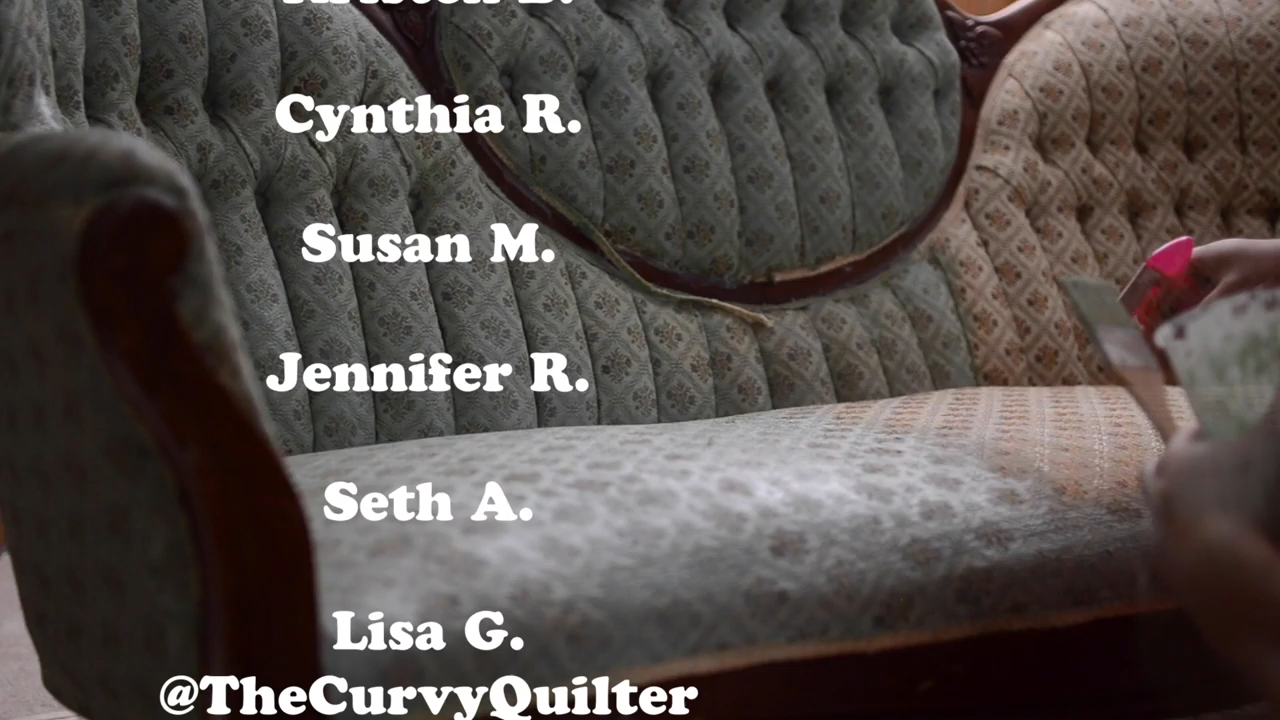 Cynthia R.
Susan M.
Jennifer R.
Seth A.
Lisa G.
@TheCurvyQuilter